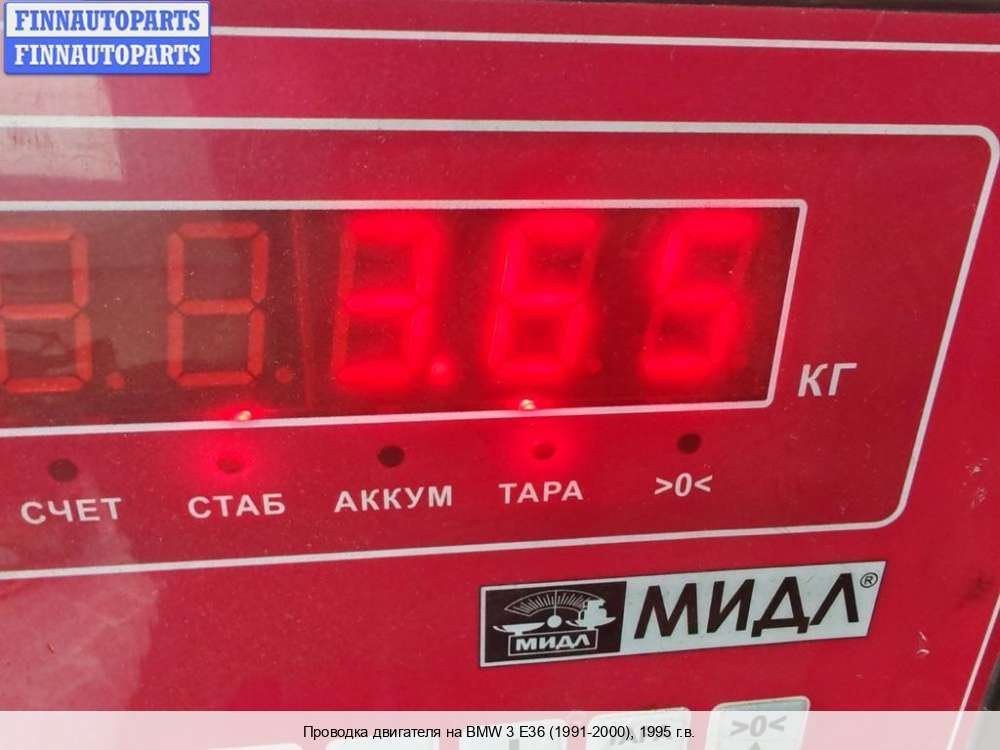 FINNAUTOPARTS
FINNAUTOPARTS
3.65
КГ
СЧЕТ СТАБ АККУМ ТАРА >0<
МИДЛ МИДЛ®
>0<
Проводка двигателя на BMW 3 E36 (1991-2000), 1995 г.в.